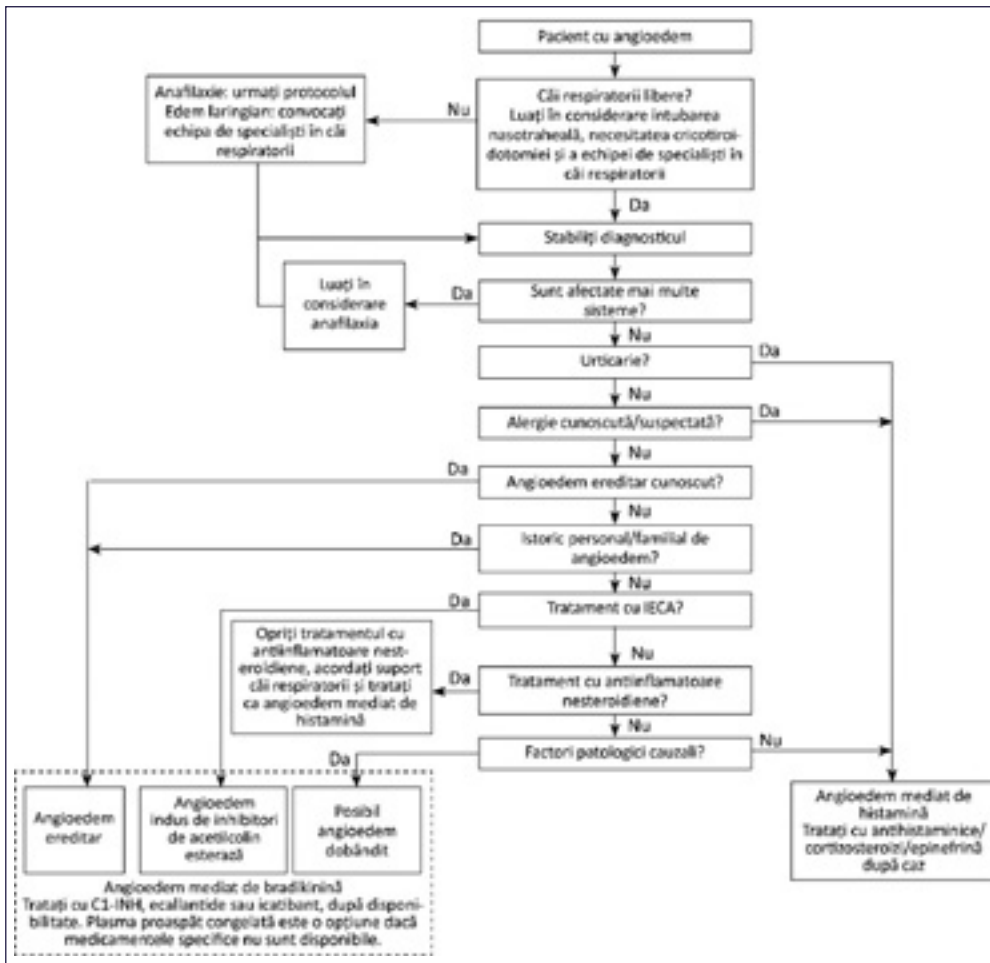 Pacient cu angioedem
Căi respiratorii libere?
Luați în considerare intubarea
nasotraheală, necesitatea cricotiroi-
dotomiei și a echipei de specialiști în
căi respiratorii
Nu
Anafilaxie: urmați protocolul
Edem laringian: convocați
echipa de specialiști în căi
respiratorii
Da
Stabiliți diagnosticul
Sunt afectate mai multe
sisteme?
Da
Luați în
considerare
anafilaxia
Nu
Urticarie?
Da
Nu
Alergie cunoscută/suspectată?
Da
Nu
Angioedem ereditar cunoscut?
Da
Nu
Istoric personal/familial de
angioedem?
Da
Nu
Tratament cu IECA?
Da
Nu
Tratament cu antiinflamatoare
nesteroidiene?
Da
Opriți tratamentul cu
antiinflamatoare nest-
eroidiene, acordați suport
căi respiratorii și tratați
ca angioedem mediat de
histamină
Nu
Factori patologici cauzali?
Nu
Da
Angioedem
ereditar
Angioedem
indus de inhibitori
de acetilcolin
esterază
Posibil
angioedem
dobândit
Angioedem mediat de bradikinină
Tratați cu C1-INH, ecallantide sau icatibant, după disponi-
bilitate. Plasma proaspăt congelată este o opțiune dacă
medicamentele specifice nu sunt disponibile.
Angioedem mediat de
histamină
Tratați cu antihistaminice/
cortizosteroizi/epinefrină
după caz